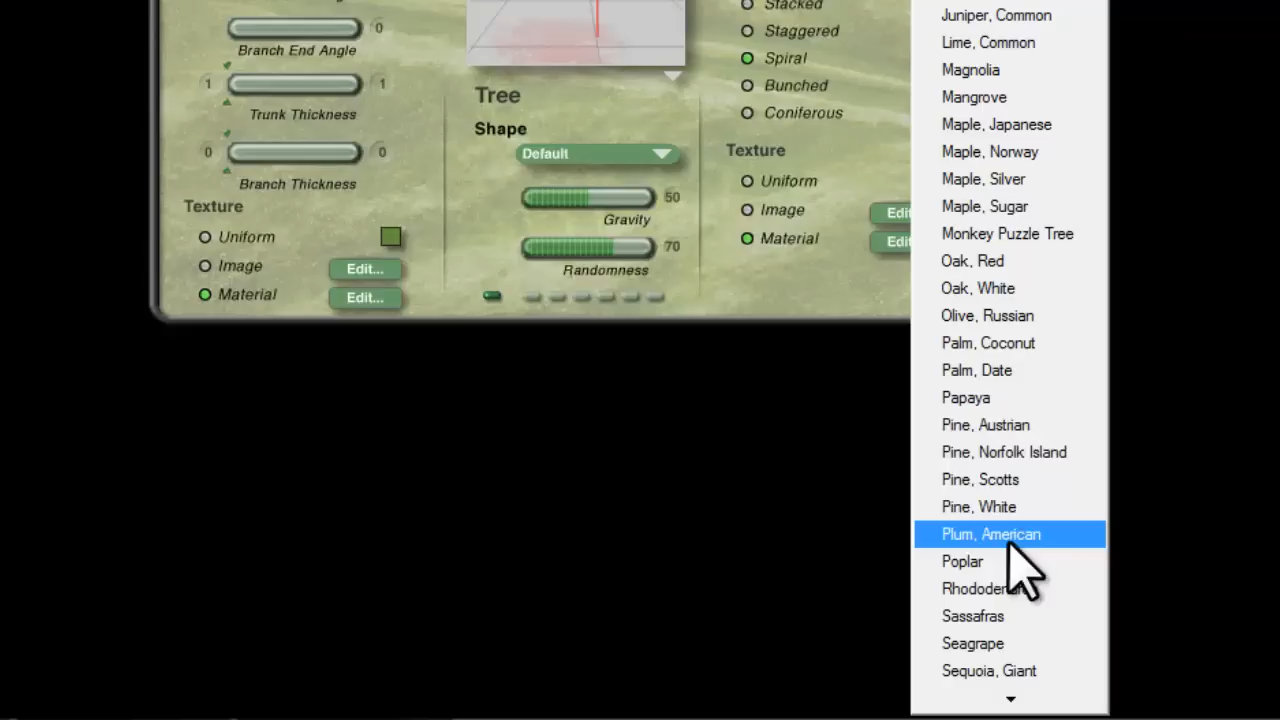 0
Branch End Angle
1
1
Trunk Thickness
0
0
Branch Thickness
Texture
Uniform
Image
Edit...
Material
Edit...
Tree
Shape
Default
50
Gravity
70
Randomness
Stacked
Staggered
Spiral
Bunched
Coniferous
Texture
Uniform
Image
Material
Juniper, Common
Lime, Common
Magnolia
Mangrove
Maple, Japanese
Maple, Norway
Maple, Silver
Maple, Sugar
Monkey Puzzle Tree
Oak, Red
Oak, White
Olive, Russian
Palm, Coconut
Palm, Date
Papaya
Pine, Austrian
Pine, Norfolk Island
Pine, Scotts
Pine, White
Plum, American
Poplar
Sassafras
Seagrape
Sequoia, Giant